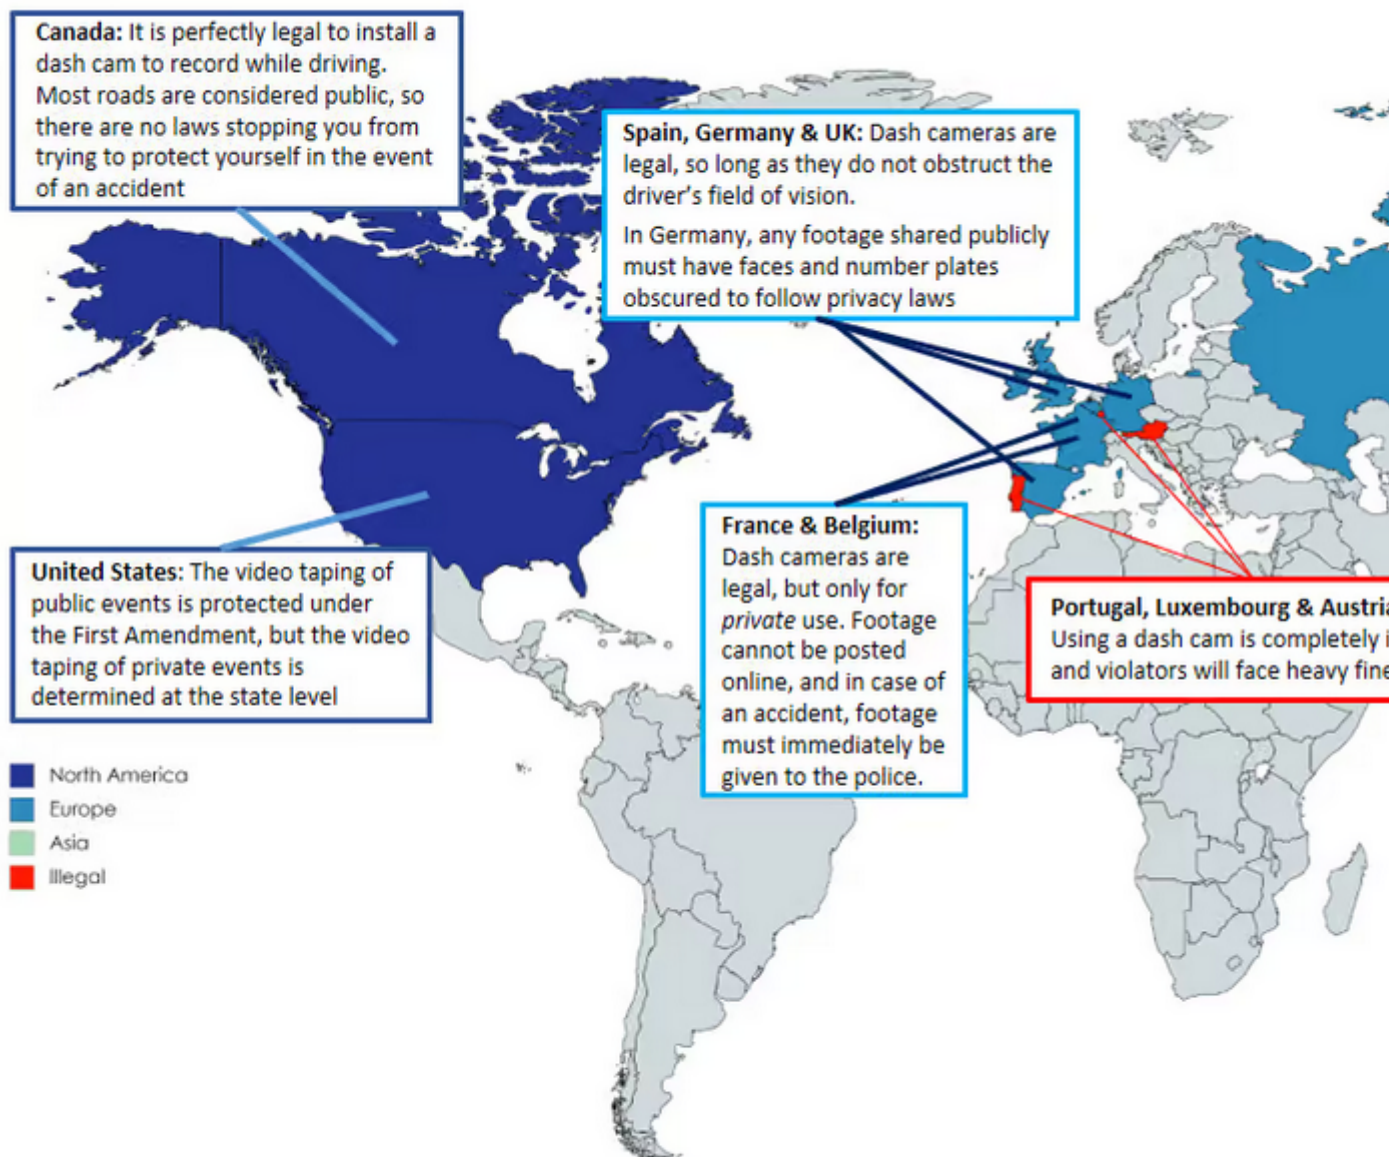 Canada: It is perfectly legal to install a
dash cam to record while driving.
Most roads are considered public, so
there are no laws stopping you from
trying to protect yourself in the event
of an accident
Spain, Germany & UK: Dash cameras are
legal, so long as they do not obstruct the
driver's field of vision.
In Germany, any footage shared publicly
must have faces and number plates
obscured to follow privacy laws
United States: The video taping of
public events is protected under
the First Amendment, but the video
taping of private events is
determined at the state level
France & Belgium:
Dash cameras are
legal, but only for
private use. Footage
cannot be posted
online, and in case of
an accident, footage
must immediately be
given to the police.
Portugal, Luxembourg & Austria
Using a dash cam is completely
and violators will face heavy
North America
Europe
Asia
Illegal